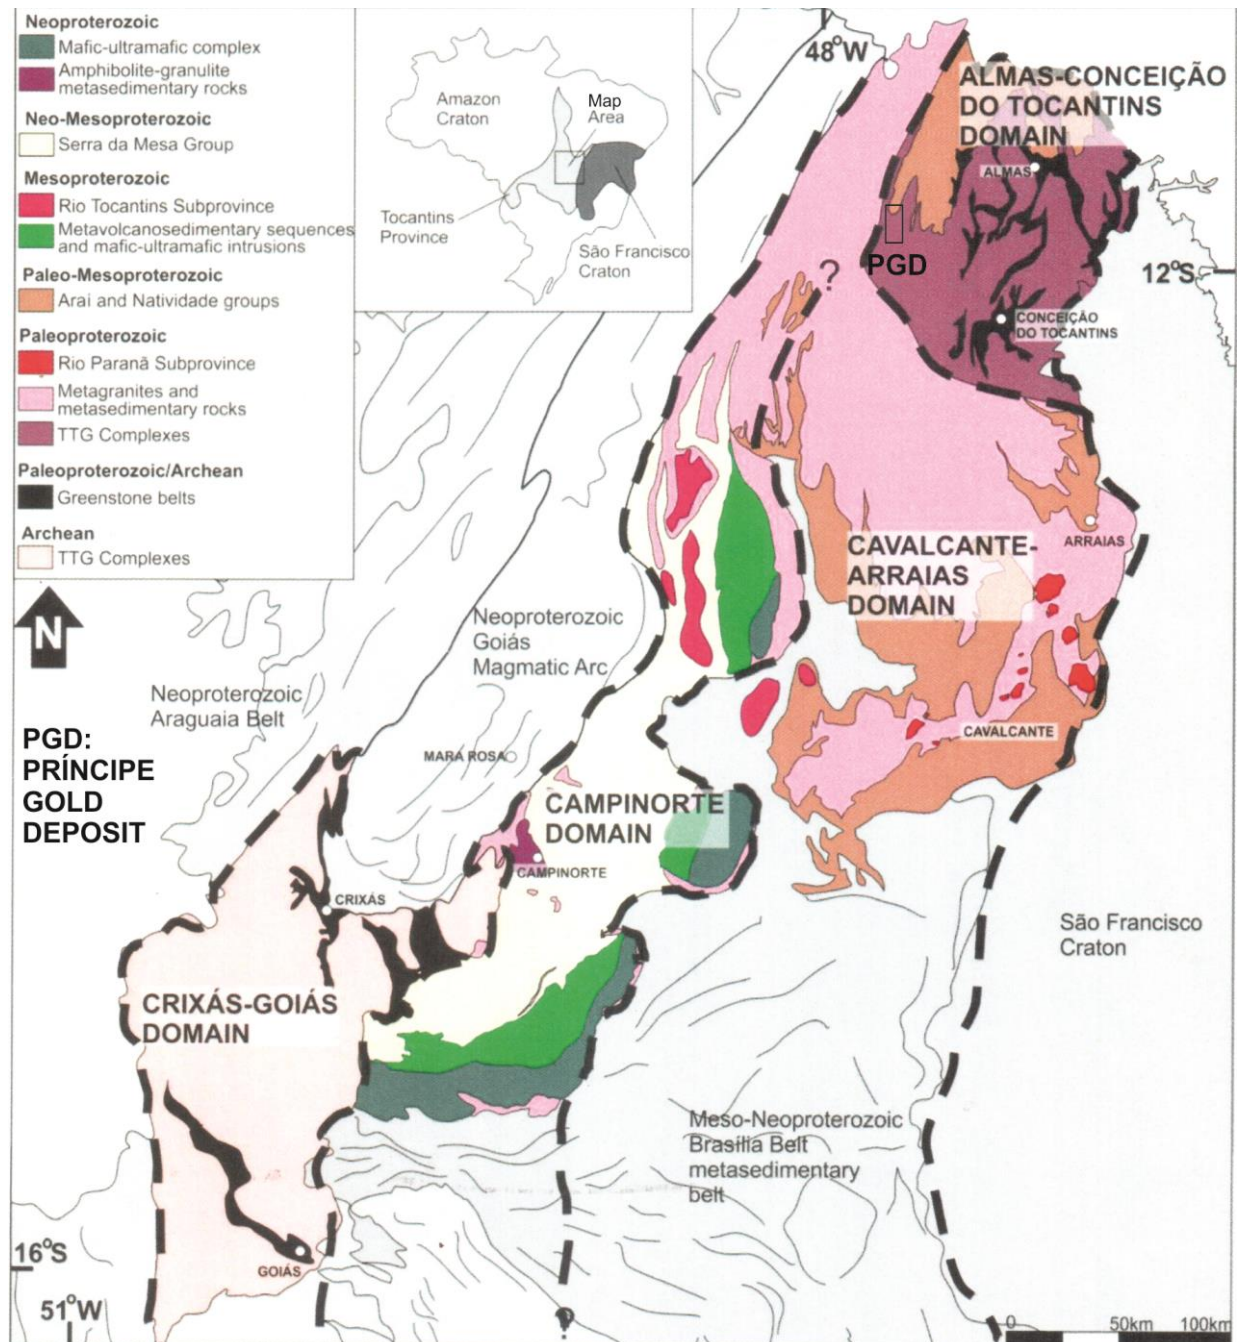 Neoproterozoic
Mafic-ultramafic complex
Amphibolite-granulite
metasedimentary rocks
Neo-Mesoproterozoic
Serra da Mesa Group
Mesoproterozoic
Rio Tocantins Subprovince
Metavolcanosedimentary sequences
and mafic-ultramafic intrusions
Paleo-Mesoproterozoic
Arai and Natividade groups
Paleoproterozoic
Rio Paranã Subprovince
Metagranites and
metasedimentary rocks
TTG Complexes
Paleoproterozoic/Archean
Greenstone belts
Archean
TTG Complexes
Amazon
Craton
Map
Area
Tocantins
Province
São Francisco
Craton
48°W
ALMAS-CONCEIÇÃO
DO TOCANTINS
DOMAIN
ALMAS
PGD
12°S
?
CONCEIÇÃO
DO TOCANTINS
N
CAVALCANTE-
ARRAIAS
DOMAIN
ARRAIAS
Neoproterozoic
Goiás
Magmatic Arc
Neoproterozoic
Araguaia Belt
PGD:
PRÍNCIPE
GOLD
DEPOSIT
MARA ROSA
CAVALCANTE
CAMPINORTE
DOMAIN
CAMPINORTE
CRIXÁS
São Francisco
Craton
CRIXÁS-GOIÁS
DOMAIN
Meso-Neoproterozoic
Brasília Belt
metasedimentary
belt
16°S
GOIÁS
51°W
?
0 50km 100km